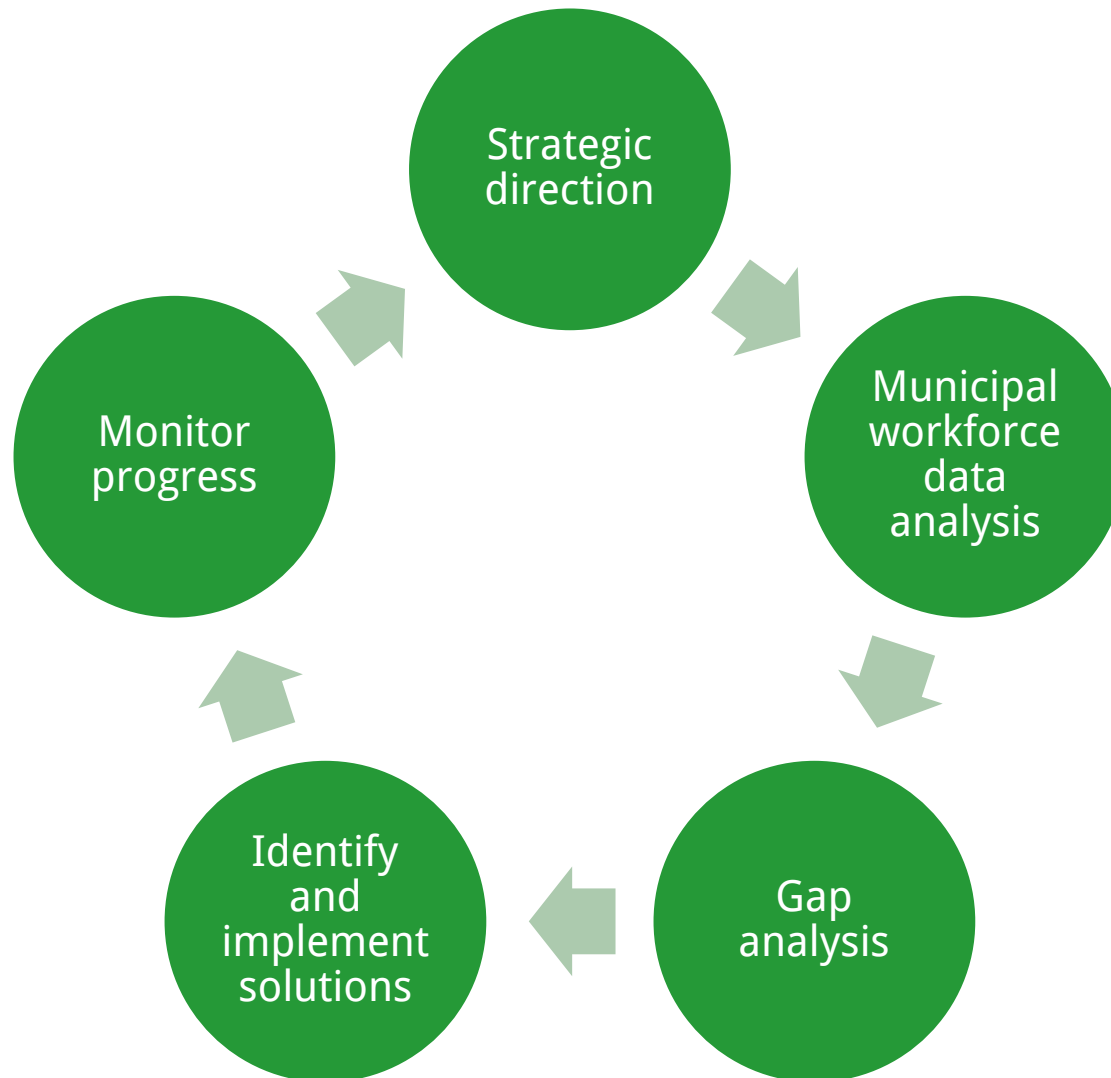 Strategic
direction
Municipal
workforce
data
analysis
Gap
analysis
Identify
and
implement
solutions
Monitor
progress